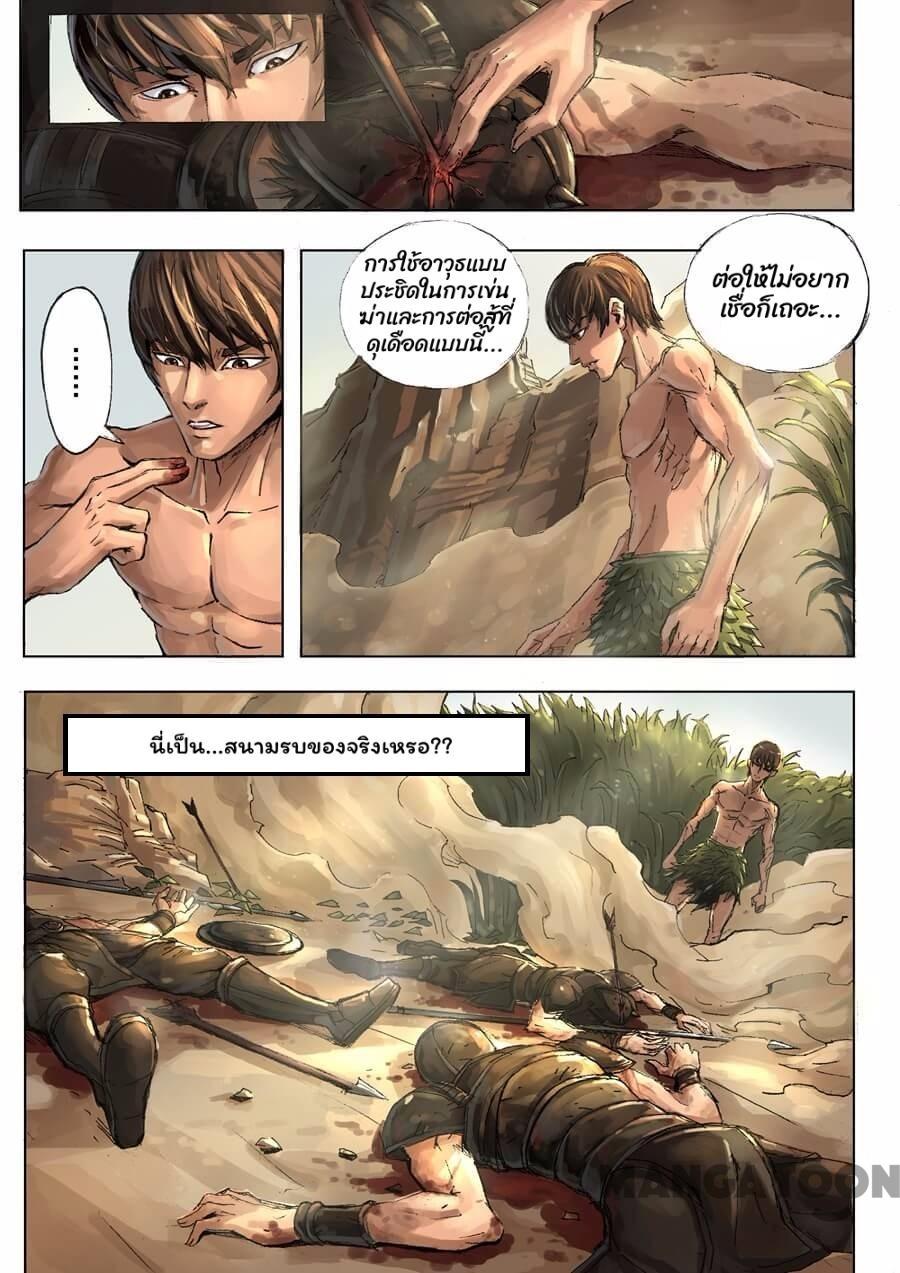 ......
ต่อให้ไม่อยาก
เชื่อก็เถอะ...
การใช้อาวุธแบบ
ประชิดในการเข่น
ฆ่าและการต่อสู้ที่
ดุเดือดแบบนี้...
นี่เป็น...สนามรบของจริงเหรอ??
MANGATOON